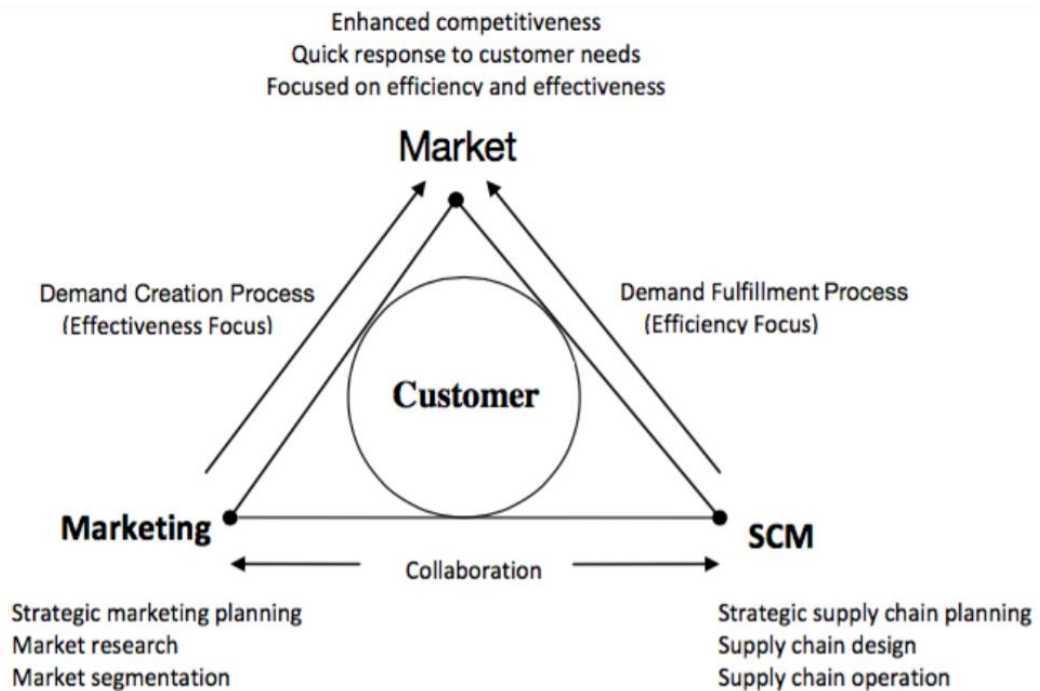 Enhanced competitiveness
Quick response to customer needs
Focused on efficiency and effectiveness
Market
Demand Creation Process
(Effectiveness Focus)
Demand Fulfillment Process
(Efficiency Focus)
Customer
Marketing
SCM
Collaboration
Strategic marketing planning
Market research
Market segmentation
Strategic supply chain planning
Supply chain design
Supply chain operation